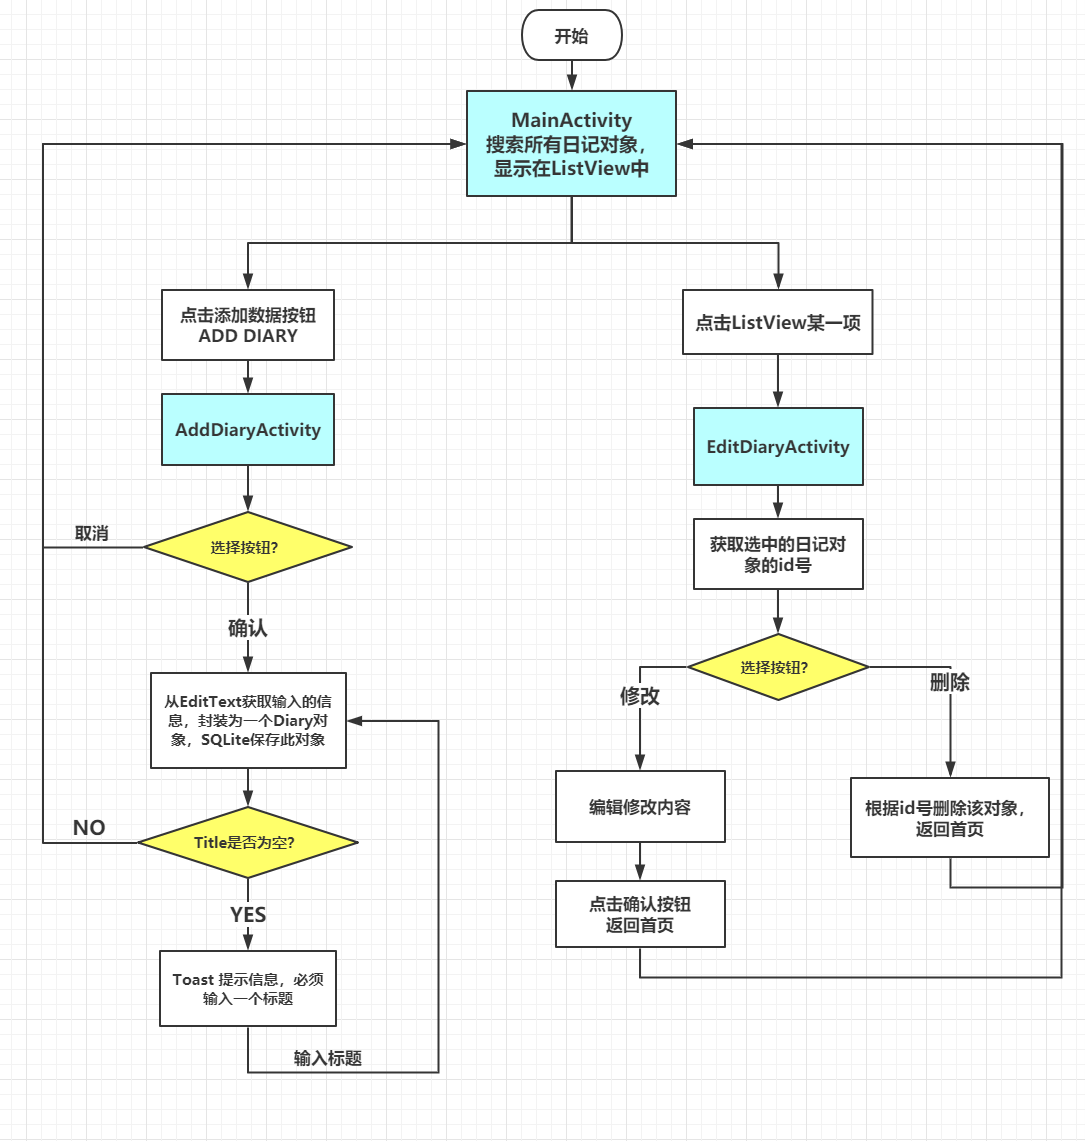 开始
MainActivity
搜索所有日记对象，
显示在ListView中
点击添加数据按钮
ADD DIARY
点击ListView某一项
AddDiaryActivity
EditDiaryActivity
取消
选择按钮?
获取选中的日记对
象的id号
确认
选择按钮?
修改
删除
从EditText获取输入的信
息，封装为一个Diary对
象，SQLite保存此对象
编辑修改内容
根据id号删除该对象，
返回首页
NO
Title是否为空?
YES
点击确认按钮
返回首页
Toast 提示信息，必须
输入一个标题
输入标题